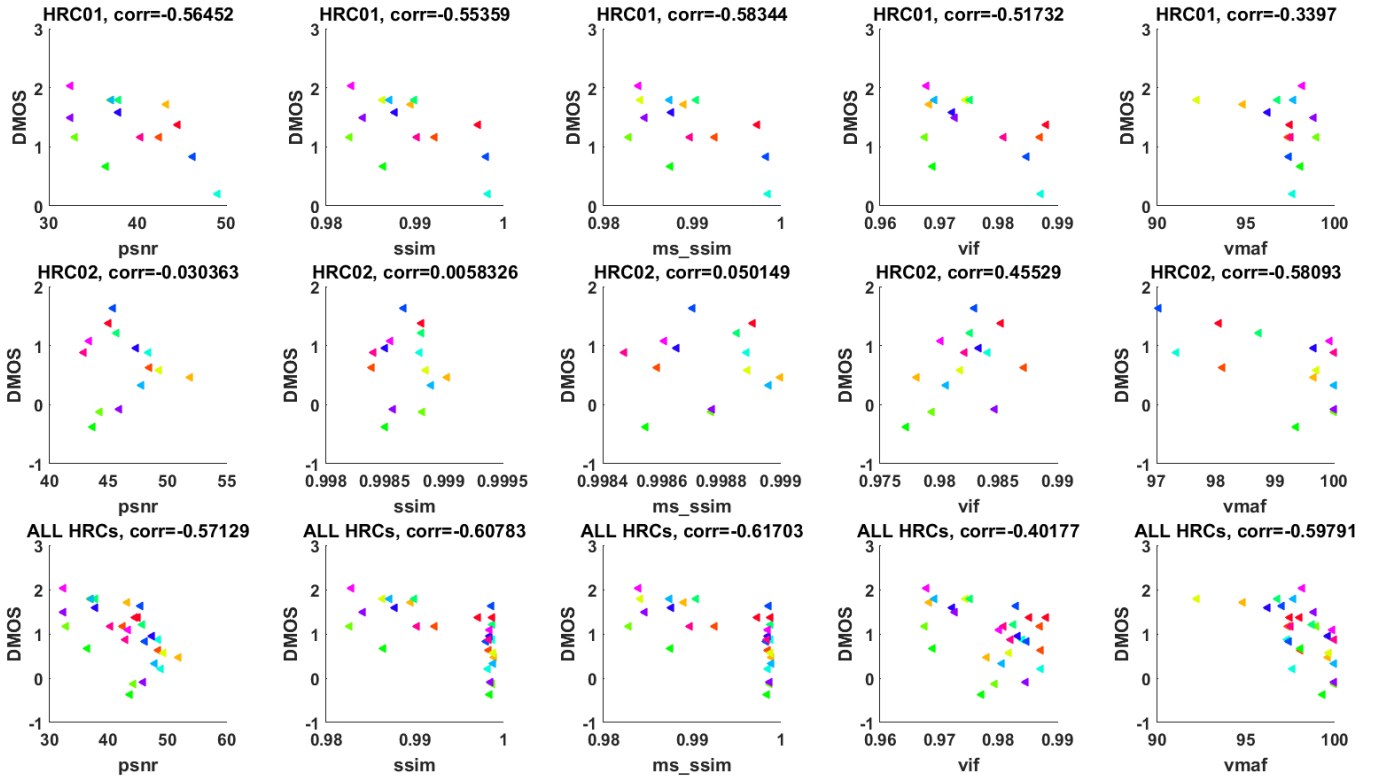 HRC01, corr=-0.56452
HRC01, corr=-0.55359
HRC01, corr=-0.58344
HRC01, corr=-0.51732
HRC01, corr=-0.3397
3 2 1 0
DMOS
30 40 50
psnr
3 2 1 0
DMOS
0.98 0.99 1
ssim
3 2 1 0
DMOS
0.98 0.99 1
ms_ssim
3 2 1 0
DMOS
0.96 0.97 0.98 0.99
vif
3 2 1 0
DMOS
90 95 100
vmaf
HRC02, corr=-0.030363
HRC02, corr=0.0058326
HRC02, corr=0.050149
HRC02, corr=0.45529
HRC02, corr=-0.58093
2 1 0 -1
DMOS
40 45 50 55
psnr
2 1 0 -1
DMOS
0.998 0.9985 0.999 0.9995
ssim
2 1 0 -1
DMOS
0.9984 0.9986 0.9988 0.999
ms_ssim
2 1 0 -1
DMOS
0.975 0.98 0.985 0.99
vif
2 1 0 -1
DMOS
97 98 99 100
vmaf
ALL HRCs, corr=-0.57129
ALL HRCs, corr=-0.60783
ALL HRCs, corr=-0.61703
ALL HRCs, corr=-0.40177
ALL HRCs, corr=-0.59791
3 2 1 0 -1
DMOS
30 40 50 60
psnr
3 2 1 0 -1
DMOS
0.98 0.99 1
ssim
3 2 1 0 -1
DMOS
0.98 0.99 1
ms_ssim
3 2 1 0 -1
DMOS
0.96 0.97 0.98 0.99
vif
3 2 1 0 -1
DMOS
90 95 100
vmaf